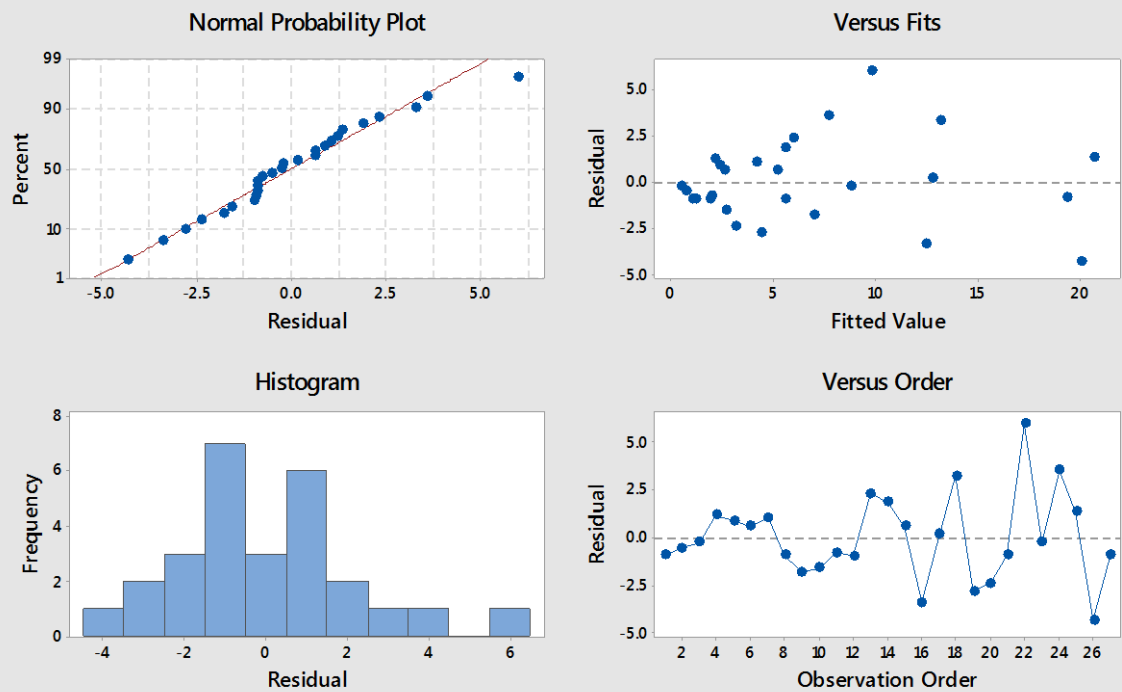 Normal Probability Plot
99
90
50
10
1
Percent
-5.0 -2.5 0.0 2.5 5.0
Residual
Versus Fits
5.0
2.5
0.0
-2.5
-5.0
Residual
0 5 10 15 20
Fitted Value
Histogram
8
6
4
2
0
Frequency
-4 -2 0 2 4 6
Residual
Versus Order
5.0
2.5
0.0
-2.5
-5.0
Residual
2 4 6 8 10 12 14 16 18 20 22 24 26
Observation Order